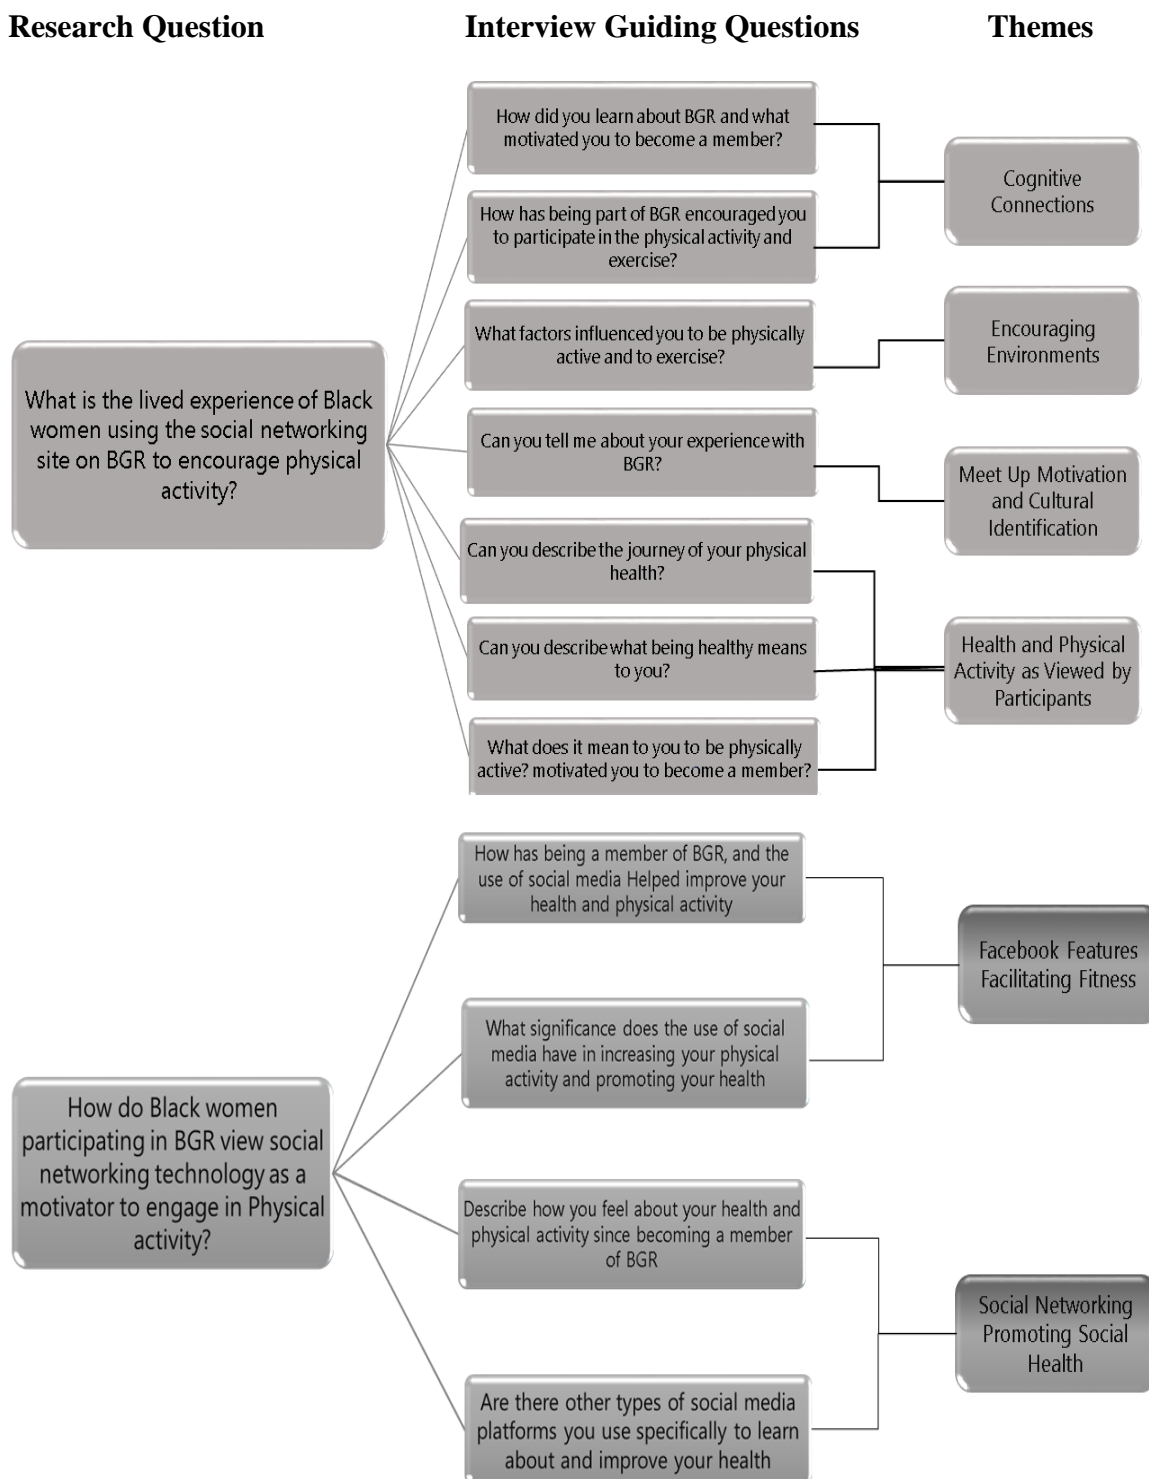 Research Question
Interview Guiding Questions
Themes
What is the lived experience of Black
women using the social networking
site on BGR to encourage physical
activity?
How did you learn about BGR and what
motivated you to become a member?
How has being part of BGR encouraged you
to participate in the physical activity and
exercise?
What factors influenced you to be physically
active and to exercise?
Can you tell me about your experience with
BGR?
Can you describe the journey of your physical
health?
Can you describe what being healthy means
to you?
What does it mean to you to be physically
active? motivated you to become a member?
Cognitive
Connections
Encouraging
Environments
Meet Up Motivation
and Cultural
Identification
Health and Physical
Activity as Viewed by
Participants
How do Black women
participating in BGR view social
networking technology as a
motivator to engage in Physical
activity?
How has being a member of BGR, and the
use of social media Helped improve your
health and physical activity
What significance does the use of social
media have in increasing your physical
activity and promoting your health
Describe how you feel about your health and
physical activity since becoming a member
of BGR
Are there other types of social media
platforms you use specifically to learn
about and improve your health
Facebook Features
Facilitating Fitness
Social Networking
Promoting Social
Health